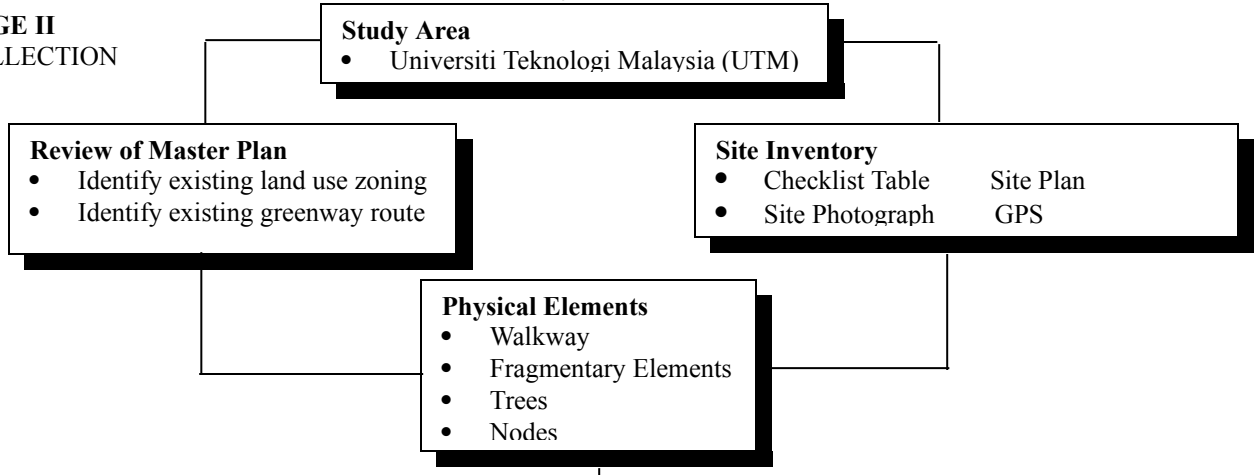 GE II
LLECTION
Study Area
• Universiti Teknologi Malaysia (UTM)
Review of Master Plan
• Identify existing land use zoning
• Identify existing greenway route
Site Inventory
• Checklist Table Site Plan
• Site Photograph GPS
Physical Elements
• Walkway
• Fragmentary Elements
• Trees
• Nodes